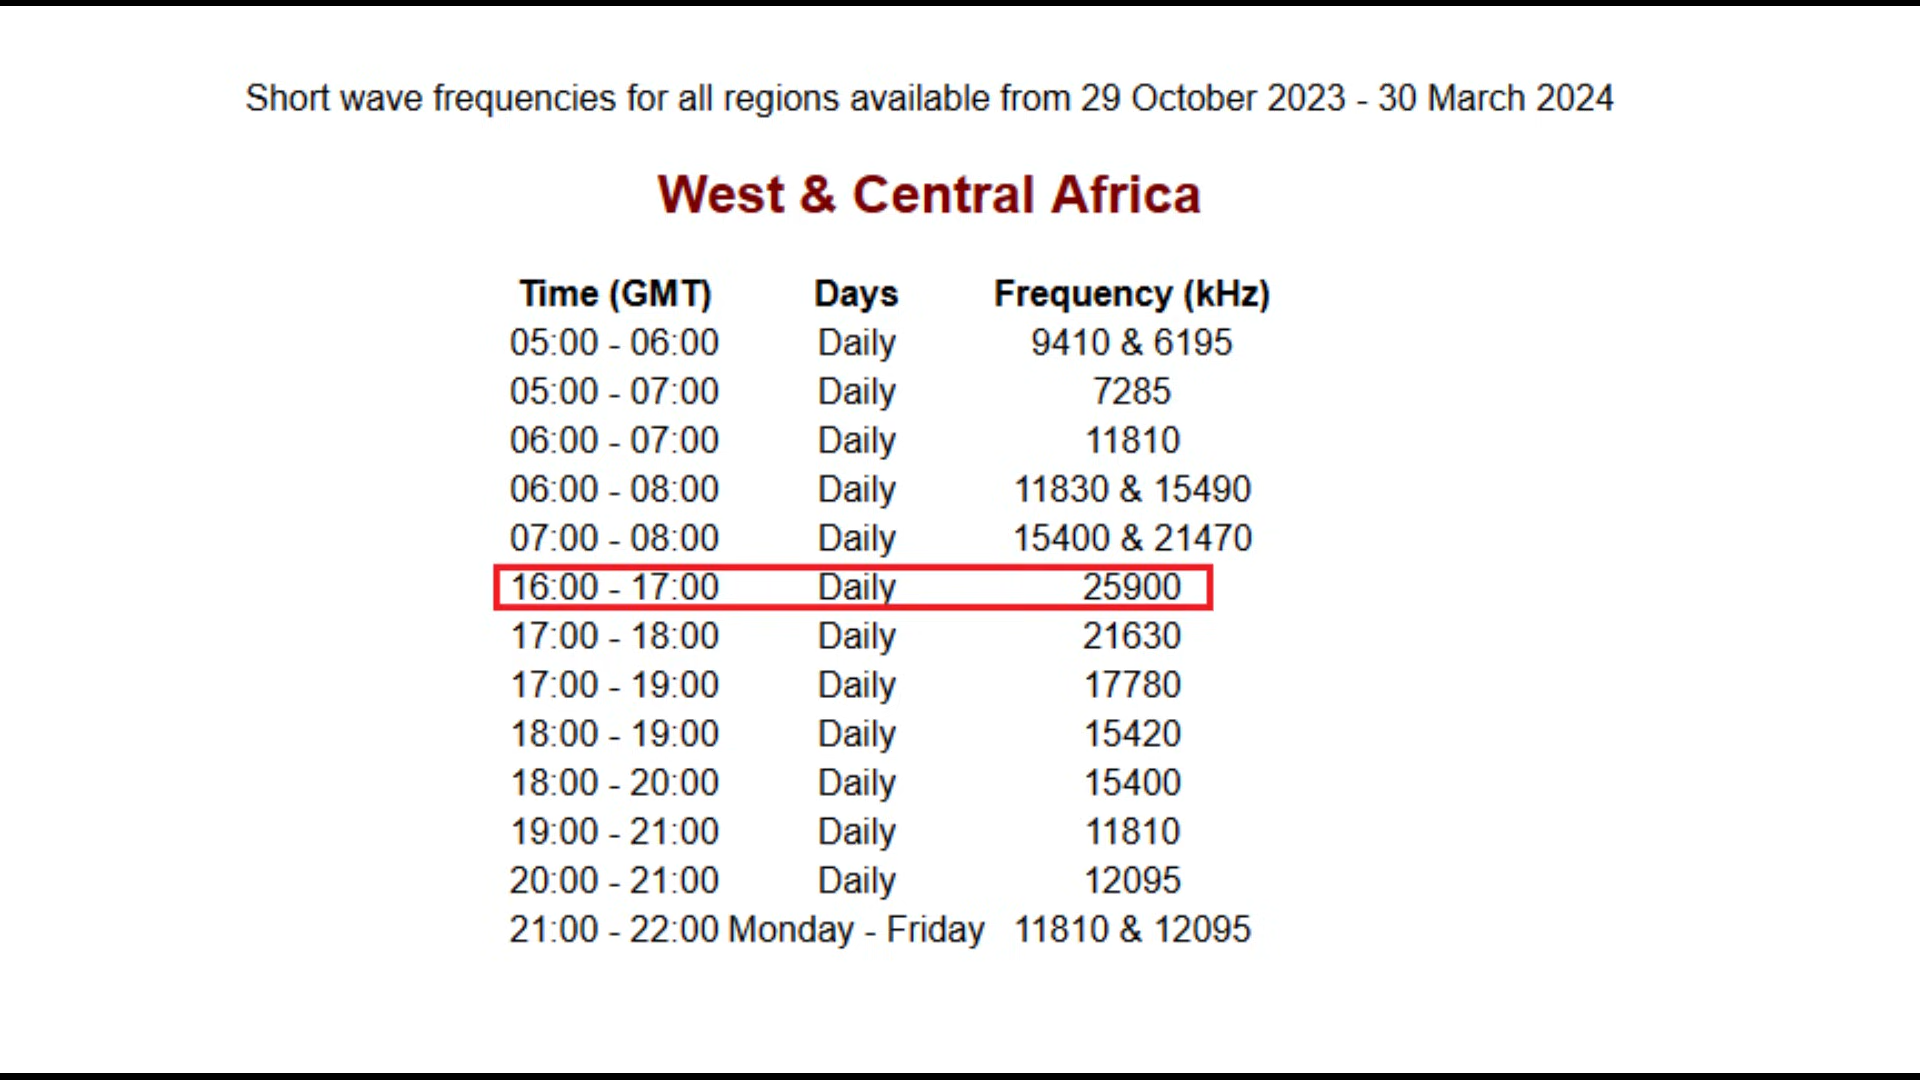 Short wave frequencies for all regions available from 29 October 2023 - 30 March 2024
West & Central Africa
Time (GMT) Days Frequency (kHz)
05:00 - 06:00 Daily 9410 & 6195
05:00 - 07:00 Daily 7285
06:00 - 07:00 Daily 11810
06:00 - 08:00 Daily 11830 & 15490
07:00 - 08:00 Daily 15400 & 21470
16:00 - 17:00 Daily 25900
17:00 - 18:00 Daily 21630
17:00 - 19:00 Daily 17780
18:00 - 19:00 Daily 15420
18:00 - 20:00 Daily 15400
19:00 - 21:00 Daily 11810
20:00 - 21:00 Daily 12095
21:00 - 22:00 Monday - Friday 11810 & 12095